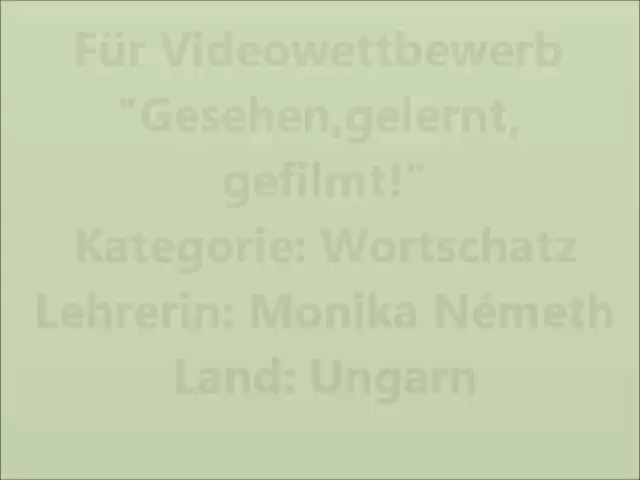 Für Videowettbewerb
"Gesehen,gelernt,
gefilmt!"
Kategorie: Wortschatz
Lehrerin: Monika Németh
Land: Ungarn